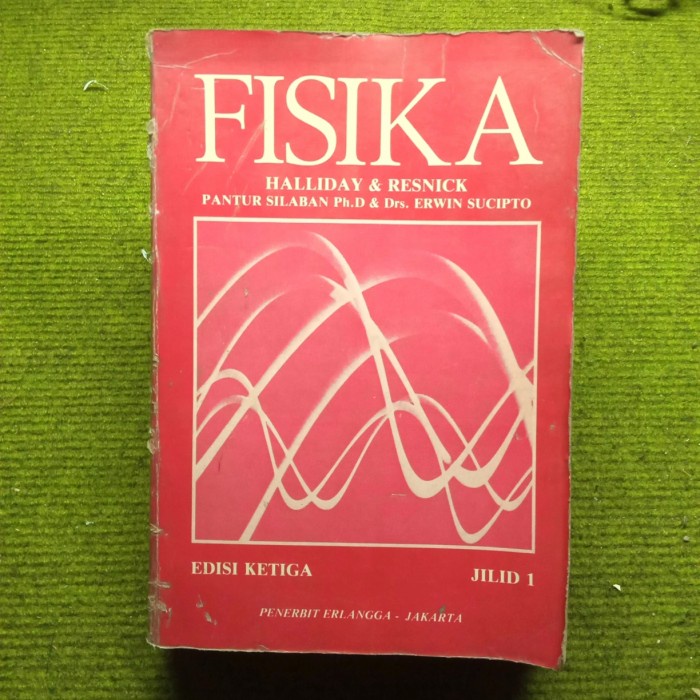 FISIKA
HALLIDAY & RESNICK
PANTUR SILABAN Ph.D & Drs. ERWIN SUCIPTO
EDISI KETIGA
JILID 1
PENERBIT ERLANGGA - JAKARTA